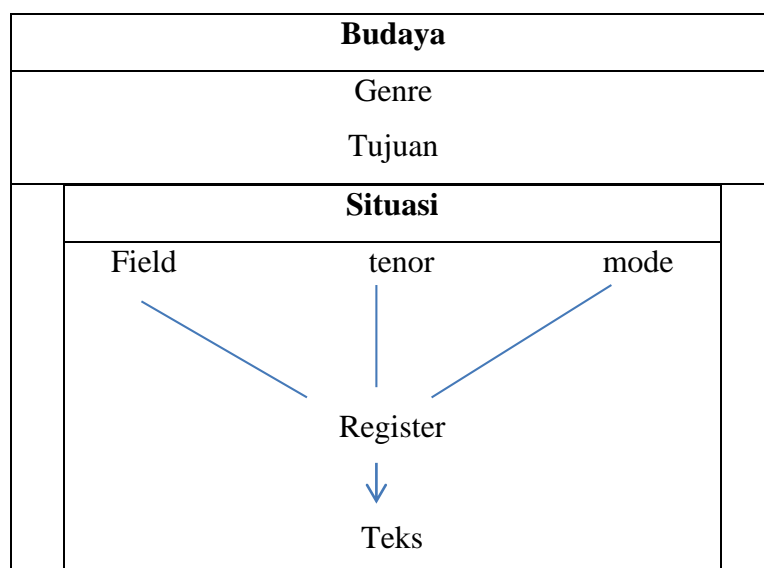 Budaya
Genre
Tujuan
Situasi
Field tenor mode
Register
Teks